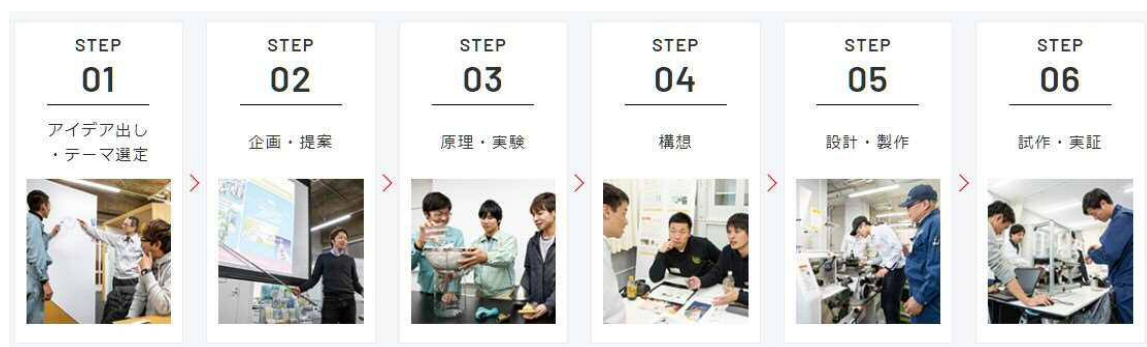 STEP
01
アイデア出し
・テーマ選定
STEP
02
企画・提案
STEP
03
原理・実験
STEP
04
構想
STEP
05
設計・製作
STEP
06
試作・実証